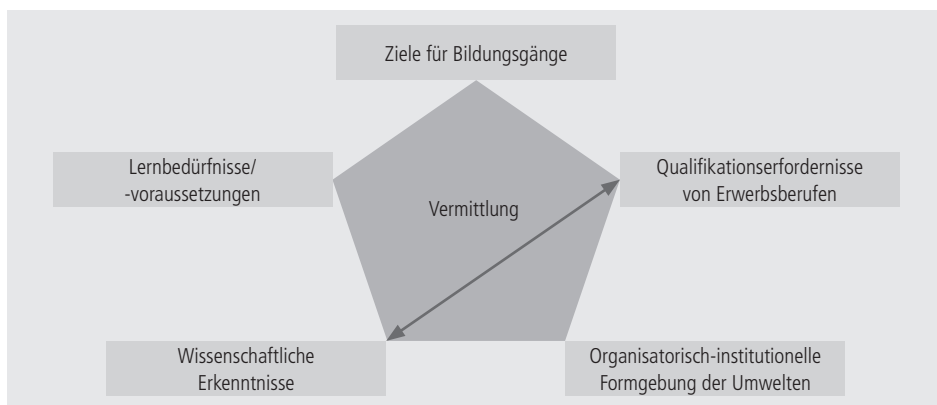 Ziele für Bildungsgänge
Lernbedürfnisse/
-voraussetzungen
Qualifikationserfordernisse
von Erwerbsberufen
Vermittlung
Wissenschaftliche
Erkenntnisse
Organisatorisch-institutionelle
Formgebung der Umwelten